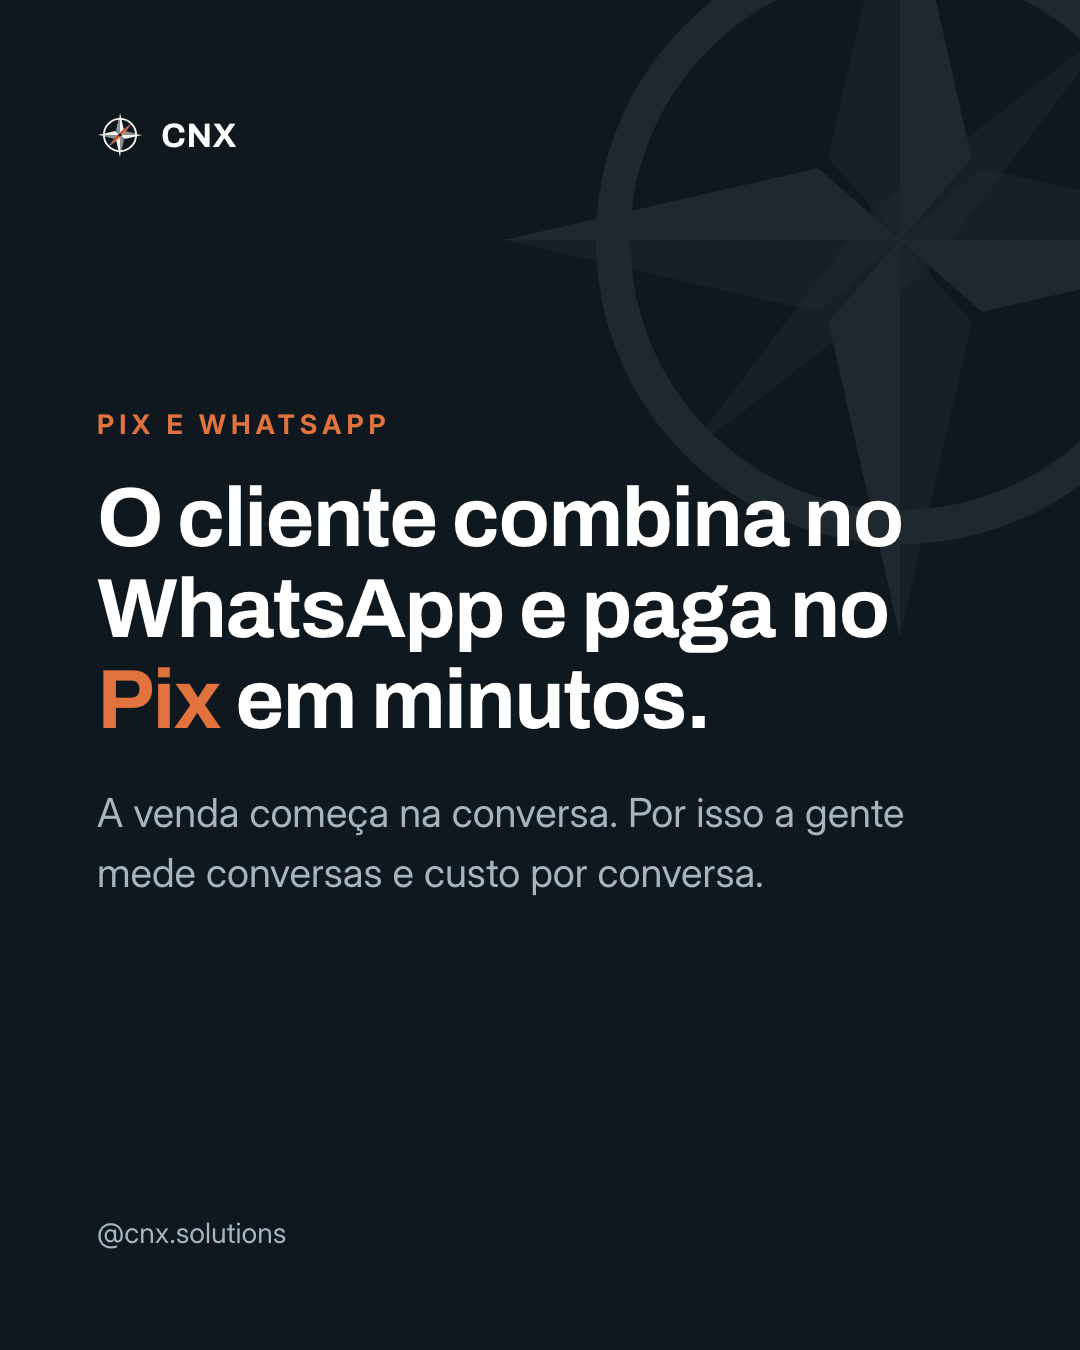 CNX
PIX E WHATSAPP
O cliente combina no
WhatsApp e paga no
Pix em minutos.
A venda começa na conversa. Por isso a gente
mede conversas e custo por conversa.
@cnx.solutions